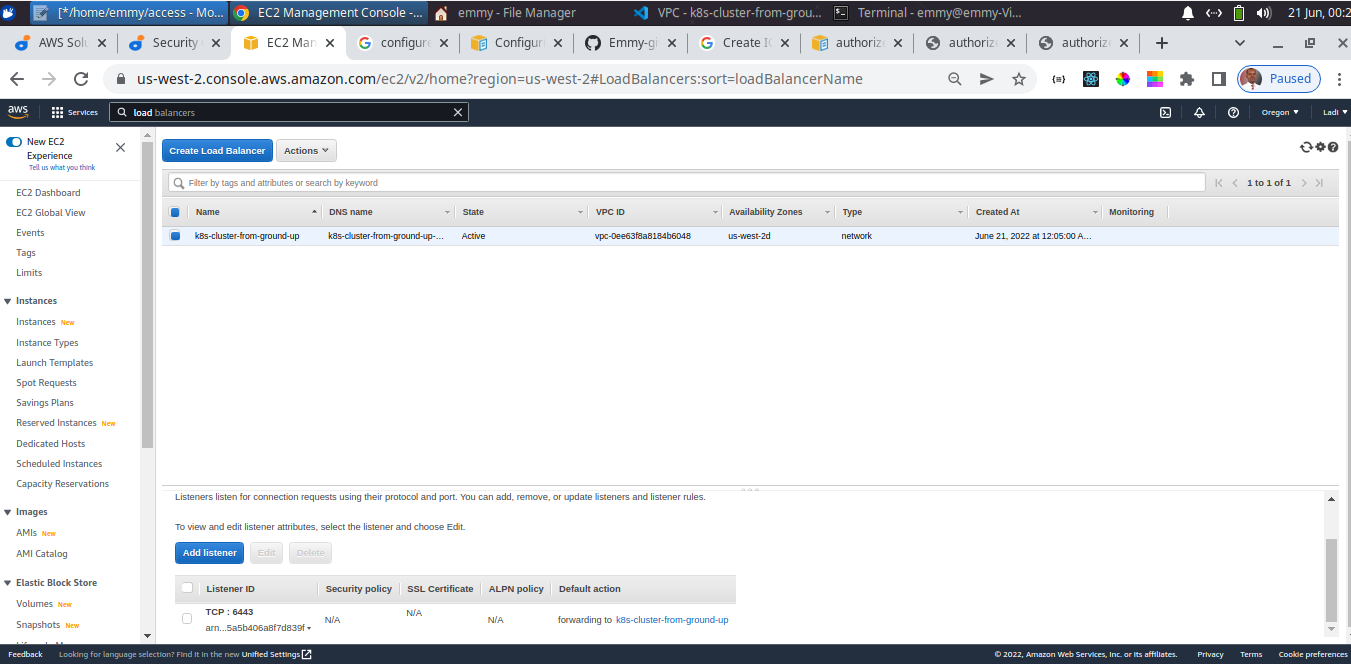 [*/home/emmy/access - Mo... EC2 Management Console -... emmy - File Manager VPC - k8s-cluster-from-grou... Terminal - emmy@emmy-Vi... 21 Jun, 00:2
AWS Solu Security EC2 Man configure Configuri Emmy-gi Create IC authorize authorize authorize
us-west-2.console.aws.amazon.com/ec2/v2/home?region=us-west-2#LoadBalancers:sort=loadBalancerName Paused
aws Services load balancers Oregon Ladi
New EC2
Experience
Tell us what you think
EC2 Dashboard
EC2 Global View
Events
Tags
Limits
Instances
Instances New
Instance Types
Launch Templates
Spot Requests
Savings Plans
Reserved Instances New
Dedicated Hosts
Scheduled Instances
Capacity Reservations
Images
AMIs New
AMI Catalog
Elastic Block Store
Volumes New
Snapshots New
Create Load Balancer Actions
Filter by tags and attributes or search by keyword 1 to 1 of 1
Name DNS name State VPC ID Availability Zones Type Created At Monitoring
k8s-cluster-from-ground-up k8s-cluster-from-ground-up-... Active vpc-0ee63f8a8184b6048 us-west-2d network June 21, 2022 at 12:05:00 A...
Listeners listen for connection requests using their protocol and port. You can add, remove, or update listeners and listener rules.
To view and edit listener attributes, select the listener and choose Edit.
Add listener Edit Delete
Listener ID Security policy SSL Certificate ALPN policy Default action
TCP : 6443
arn...5a5b406a8f7d839f N/A N/A N/A forwarding to k8s-cluster-from-ground-up
Feedback Looking for language selection? Find it in the new Unified Settings © 2022, Amazon Web Services, Inc. or its affiliates. Privacy Terms Cookie preferences